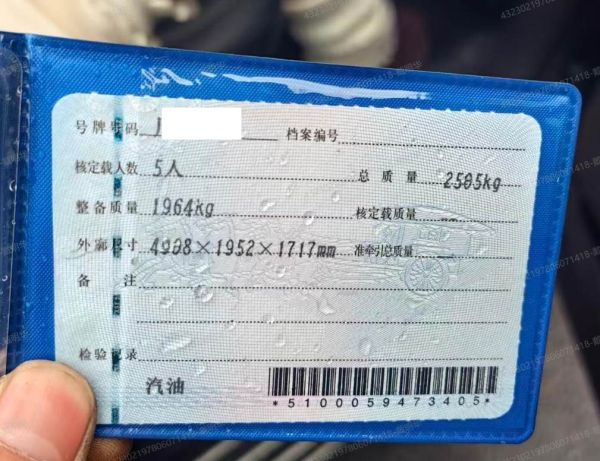 号牌号码 档案编号
核定载人数 5人 总质量 2505kg
整备质量 1964kg 核定载质量 --
外廓尺寸 4908×1952×1717mm 准牵引总质量 --
备注
检验记录
汽油
*5100059473405*